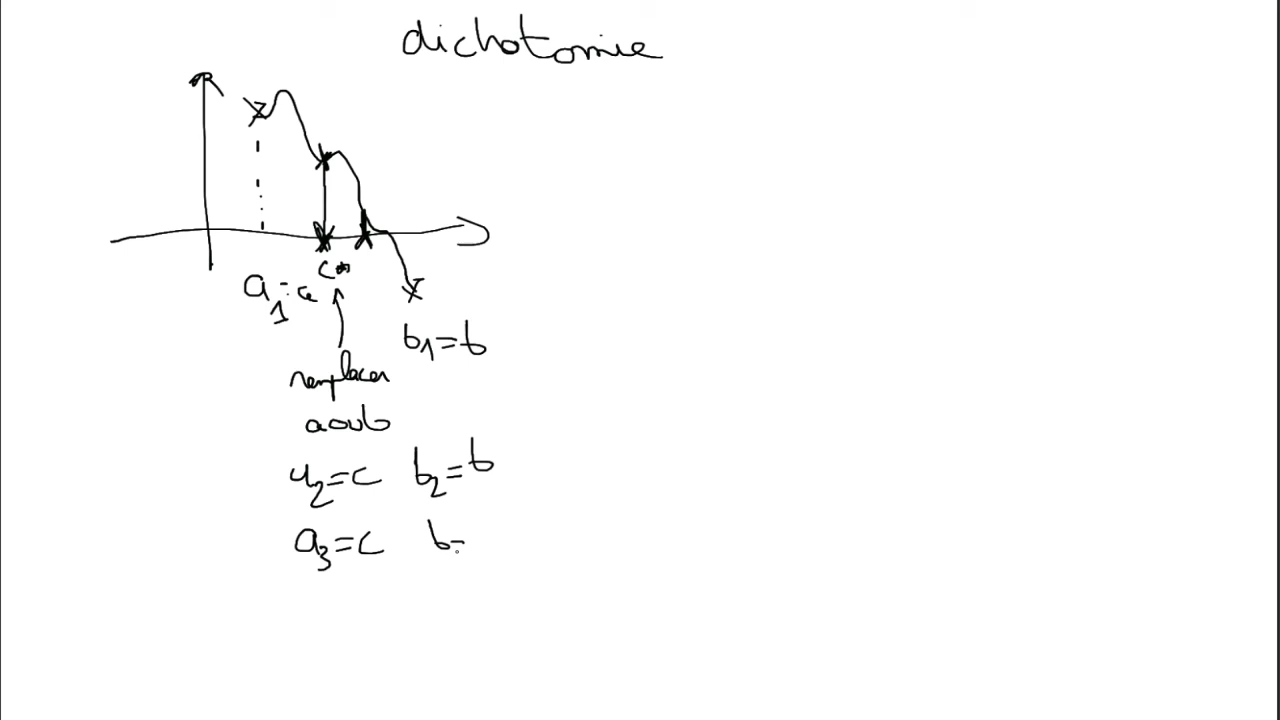 dichotomie
c
a1=a
b1=b
remplacer
a ou b
a2=c b2=b
a3=c b=